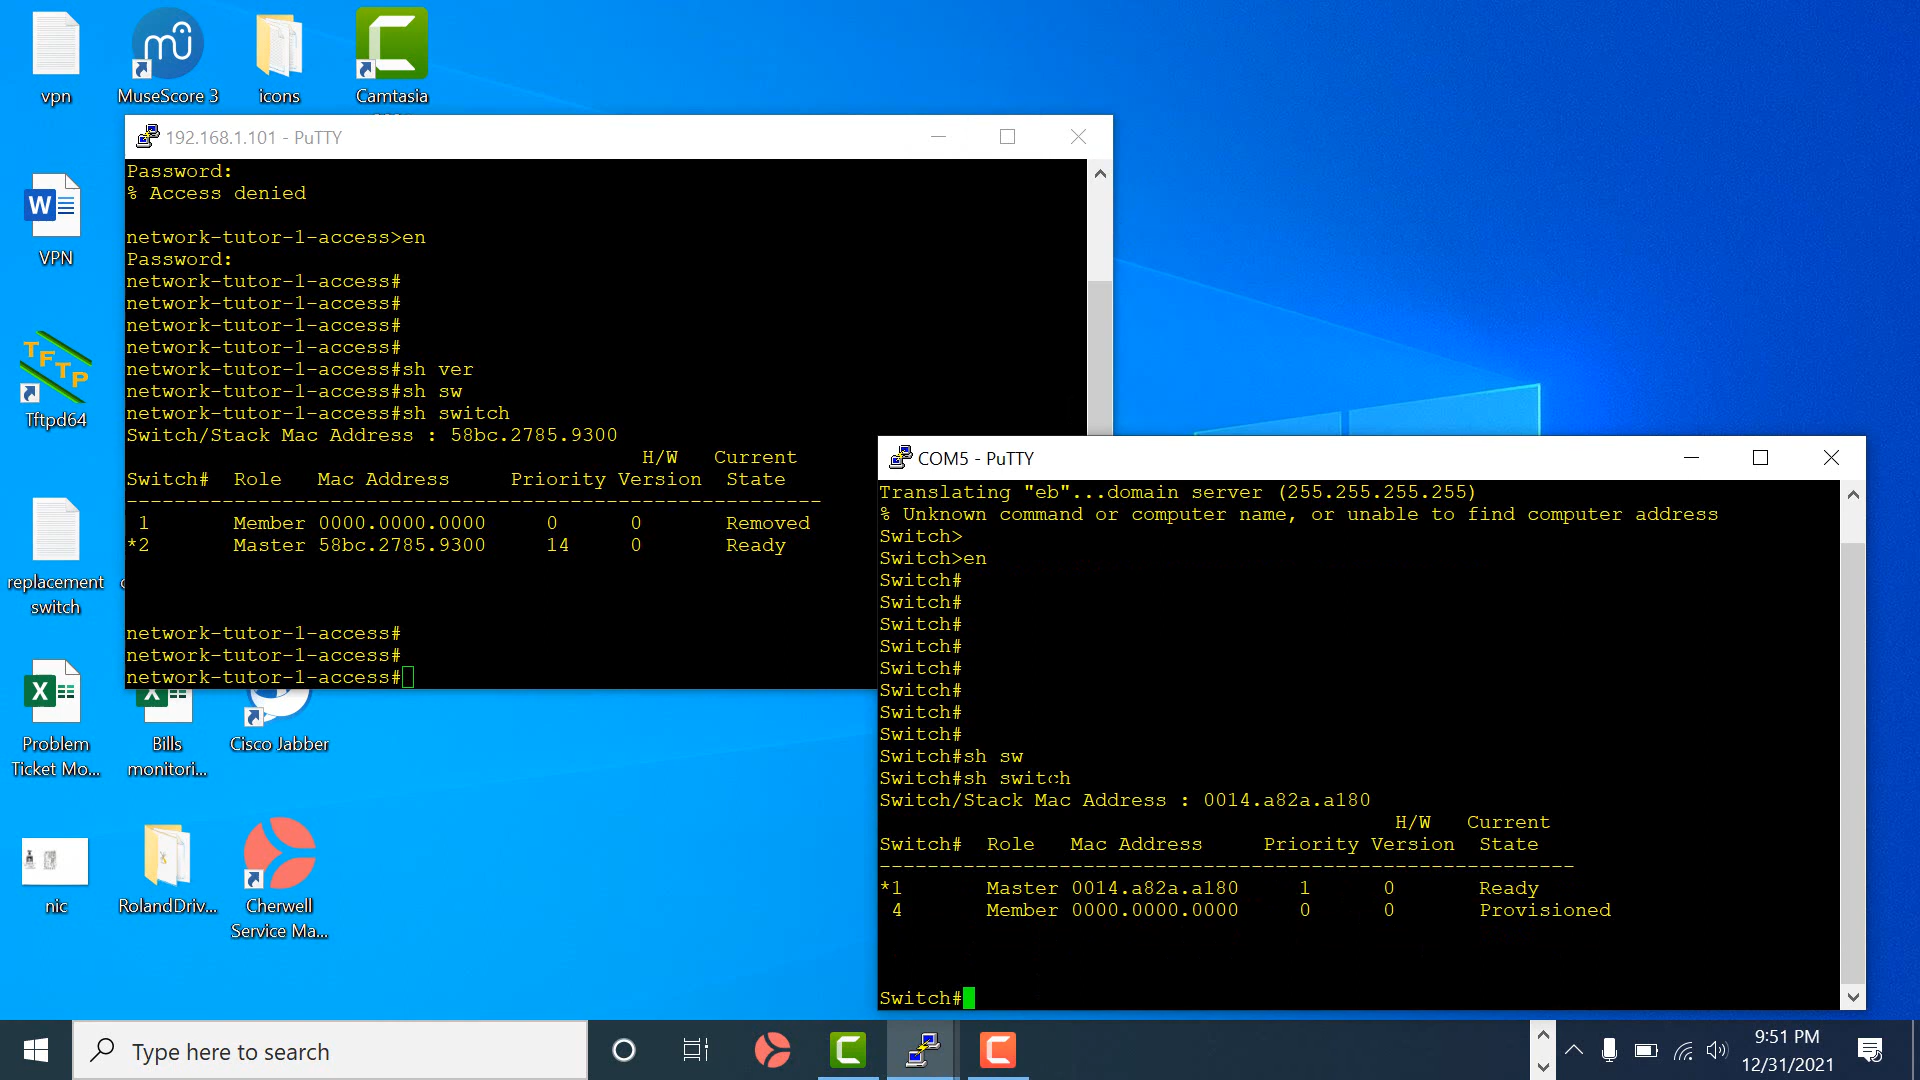 vpn
MuseScore 3
icons
Camtasia
192.168.1.101 - PuTTY
Password:
% Access denied
network-tutor-1-access>en
Password:
network-tutor-1-access#
network-tutor-1-access#
network-tutor-1-access#
network-tutor-1-access#
network-tutor-1-access#sh ver
network-tutor-1-access#sh sw
network-tutor-1-access#sh switch
Switch/Stack Mac Address : 58bc.2785.9300
H/W Current
Switch# Role Mac Address Priority Version State
--------------------------------------------------------
1 Member 0000.0000.0000 0 0 Removed
*2 Master 58bc.2785.9300 14 0 Ready
network-tutor-1-access#
network-tutor-1-access#
network-tutor-1-access#
COM5 - PuTTY
Translating "eb"...domain server (255.255.255.255)
% Unknown command or computer name, or unable to find computer address
Switch>
Switch>en
Switch#
Switch#
Switch#
Switch#
Switch#
Switch#
Switch#
Switch#
Switch#sh sw
Switch#sh switch
Switch/Stack Mac Address : 0014.a82a.a180
H/W Current
Switch# Role Mac Address Priority Version State
--------------------------------------------------------
*1 Master 0014.a82a.a180 1 0 Ready
4 Member 0000.0000.0000 0 0 Provisioned
Switch#
W
VPN
TFTP
Tftpd64
replacement
switch
X
Problem
Ticket Mo...
Bills
monitori...
Cisco Jabber
nic
RolandDriv...
Cherwell
Service Ma...
Type here to search
9:51 PM
12/31/2021